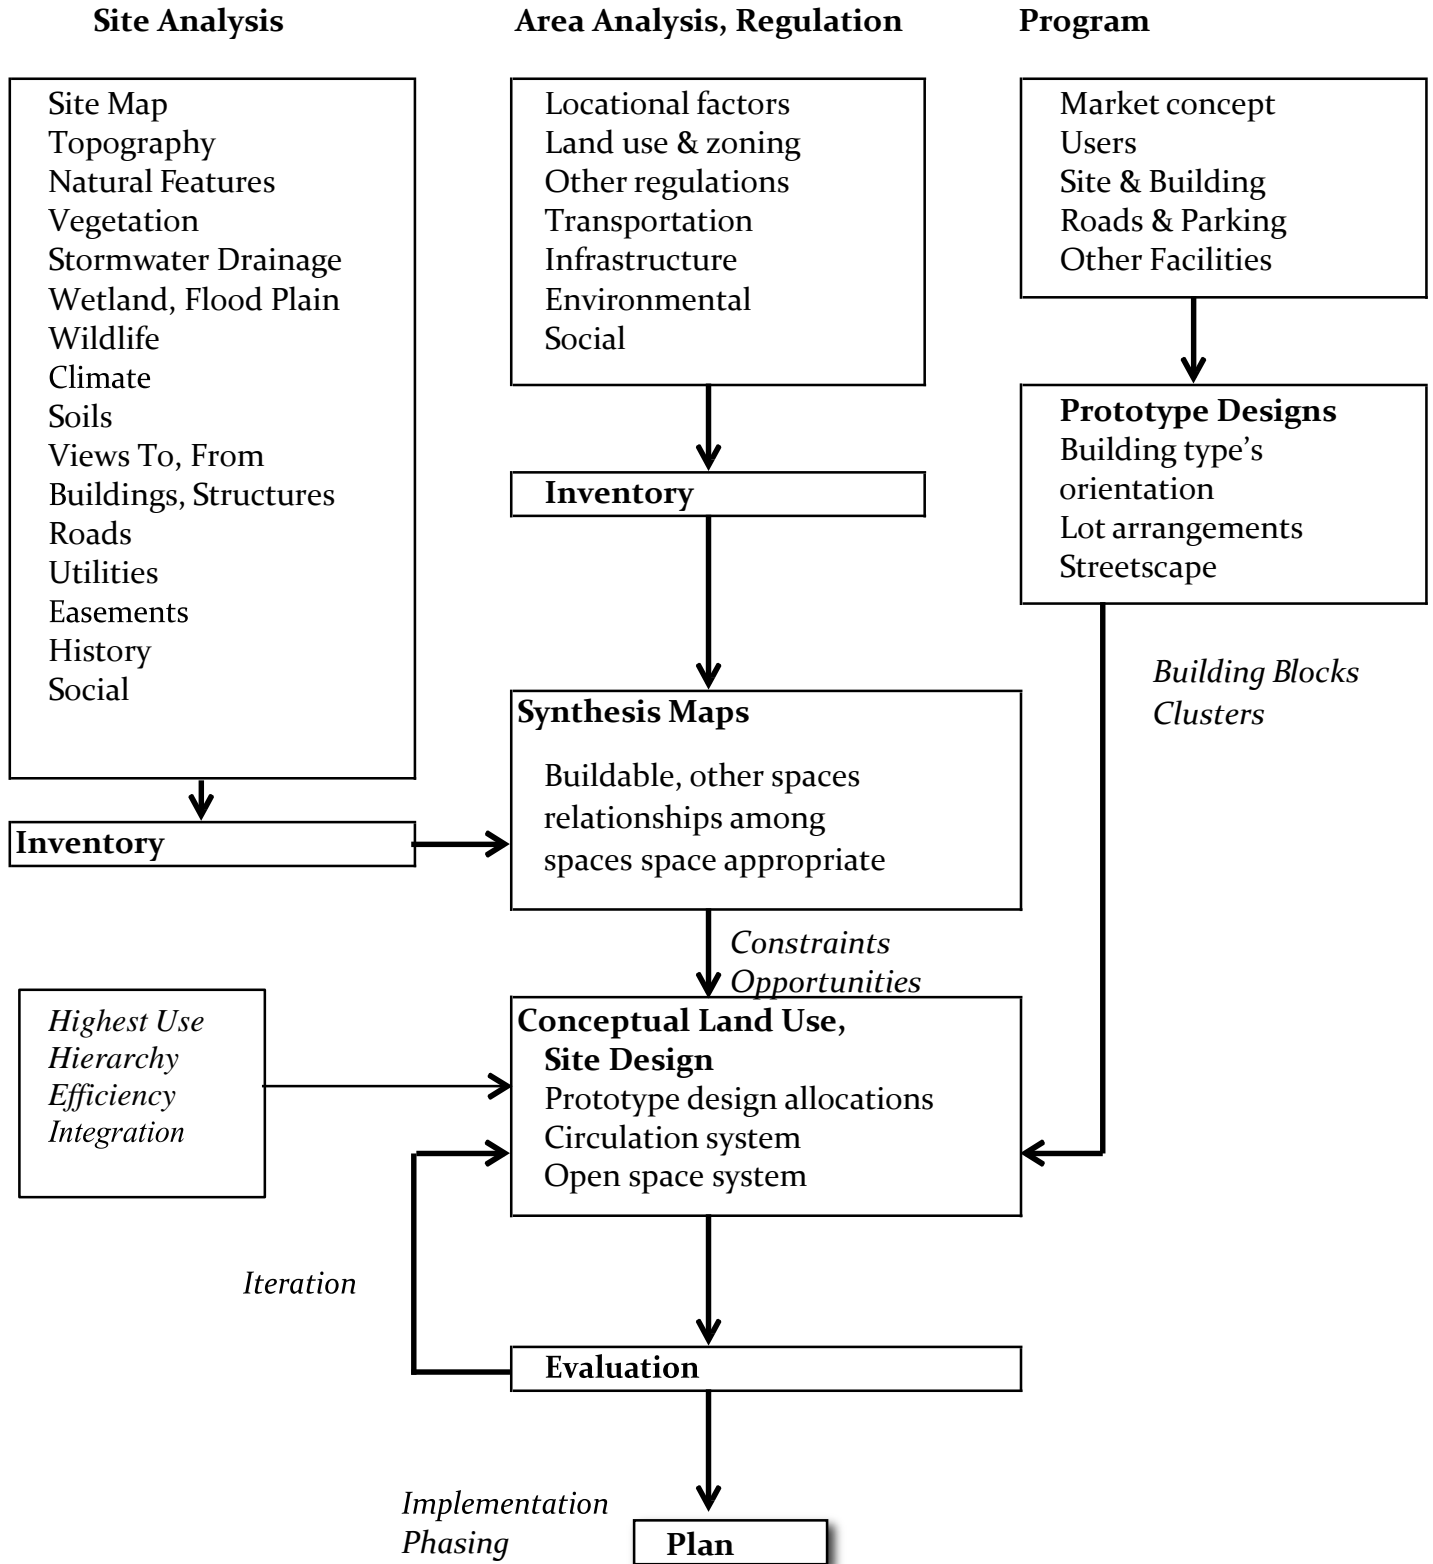 Site Analysis
Area Analysis, Regulation
Program
Site Map
Topography
Natural Features
Vegetation
Stormwater Drainage
Wetland, Flood Plain
Wildlife
Climate
Soils
Views To, From
Buildings, Structures
Roads
Utilities
Easements
History
Social
Inventory
Locational factors
Land use & zoning
Other regulations
Transportation
Infrastructure
Environmental
Social
Inventory
Market concept
Users
Site & Building
Roads & Parking
Other Facilities
Prototype Designs
Building type’s
orientation
Lot arrangements
Streetscape
Building Blocks
Clusters
Synthesis Maps
Buildable, other spaces
relationships among
spaces space appropriate
Constraints
Opportunities
Highest Use
Hierarchy
Efficiency
Integration
Conceptual Land Use,
Site Design
Prototype design allocations
Circulation system
Open space system
Iteration
Evaluation
Implementation
Phasing
Plan